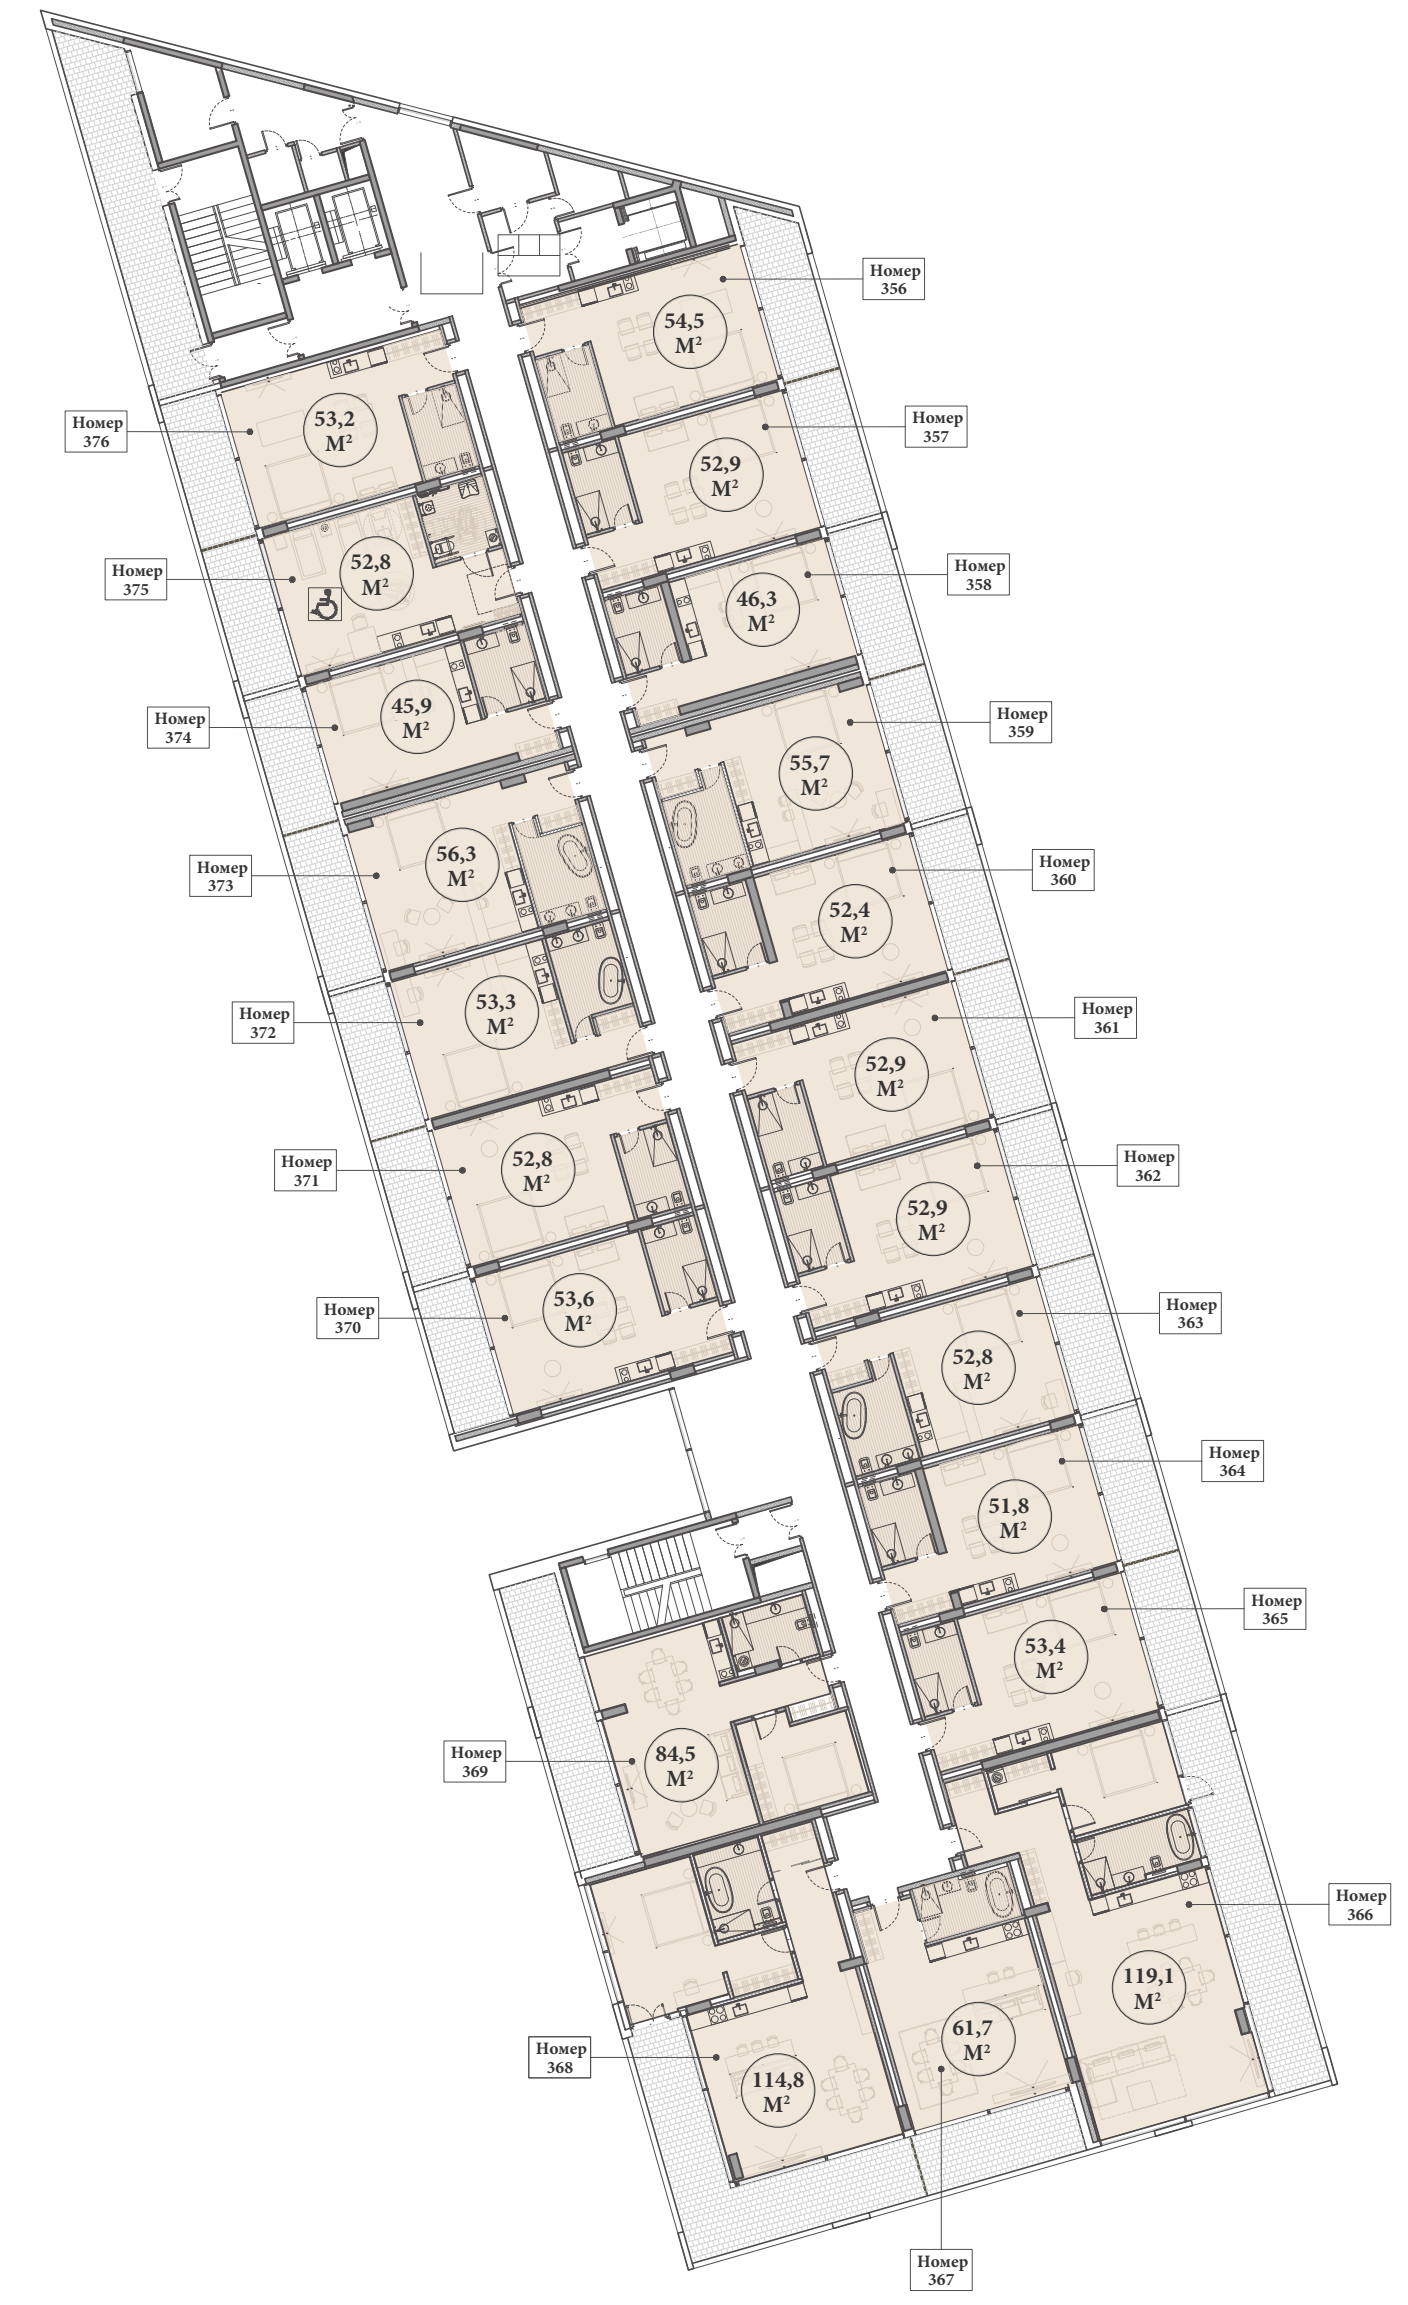 Номер
356
54,5
М²
53,2
М²
Номер
376
Номер
357
52,9
М²
Номер
375
52,8
М²
Номер
358
46,3
М²
Номер
374
45,9
М²
Номер
359
55,7
М²
Номер
373
56,3
М²
Номер
360
52,4
М²
Номер
372
53,3
М²
Номер
361
52,9
М²
Номер
371
52,8
М²
Номер
362
52,9
М²
Номер
370
53,6
М²
Номер
363
52,8
М²
Номер
364
51,8
М²
Номер
365
53,4
М²
Номер
369
84,5
М²
Номер
366
119,1
М²
Номер
368
114,8
М²
61,7
М²
Номер
367